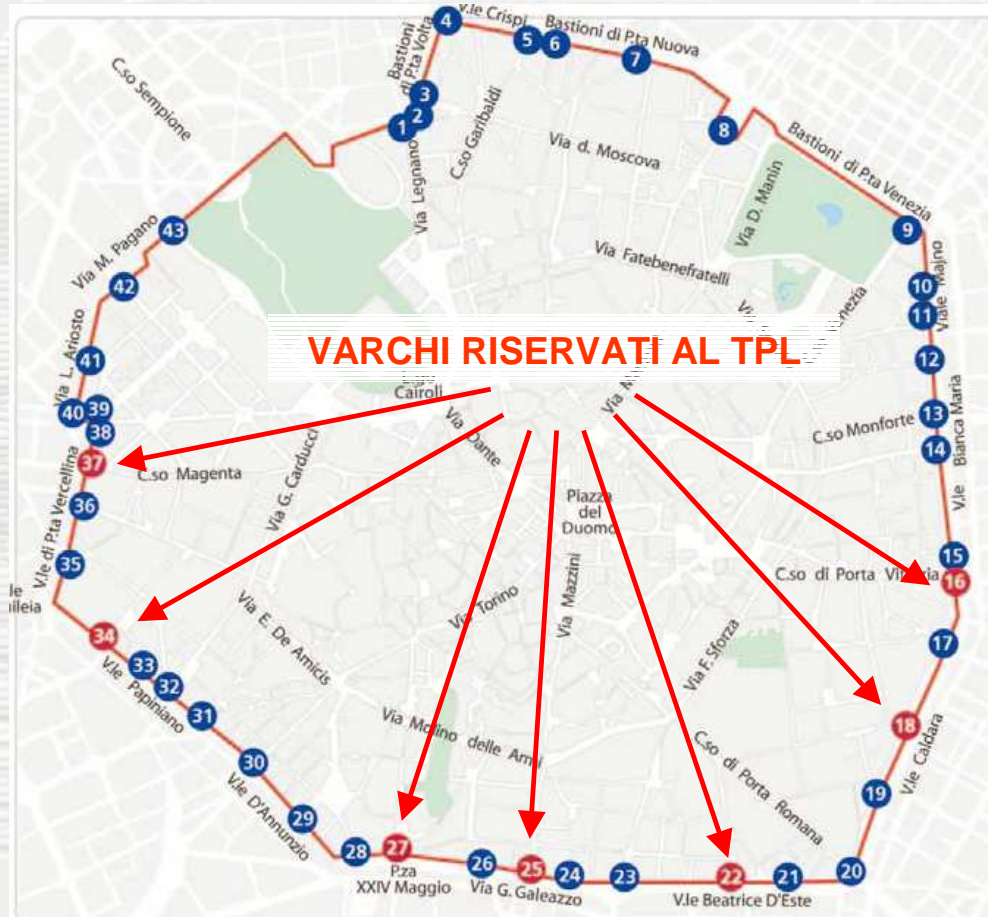 4
V.le Crispi
5
6
Bastioni di P.ta Nuova
7
Bastioni
di P.ta Volta
3
2
1
8
C.so Sempione
C.so Garibaldi
Via Legnano
Via d. Moscova
Via D. Manin
Bastioni di P.ta Venezia
9
43
Via M. Pagano
42
Via Fatebenefratelli
10
11
Viale Majno
VARCHI RISERVATI AL TPL
41
Via L. Ariosto
12
Cairoli
40
39
38
37
Via Dante
C.so Monforte
13
14
V.le Bianca Maria
C.so Magenta
Via G. Carducci
V.le di P.ta Vercellina
36
35
Piazza
del
Duomo
15
C.so di Porta
16
Via Torino
Via Mazzini
Via E. De Amicis
Via F. Sforza
34
33
32
31
V.le Papiniano
17
18
V.le Caldara
Via Molino delle Armi
30
29
V.le D'Annunzio
C.so di Porta Romana
19
28
27
P.za
XXIV Maggio
26
25
Via G. Galeazzo
24
23
22
V.le Beatrice D'Este
21
20